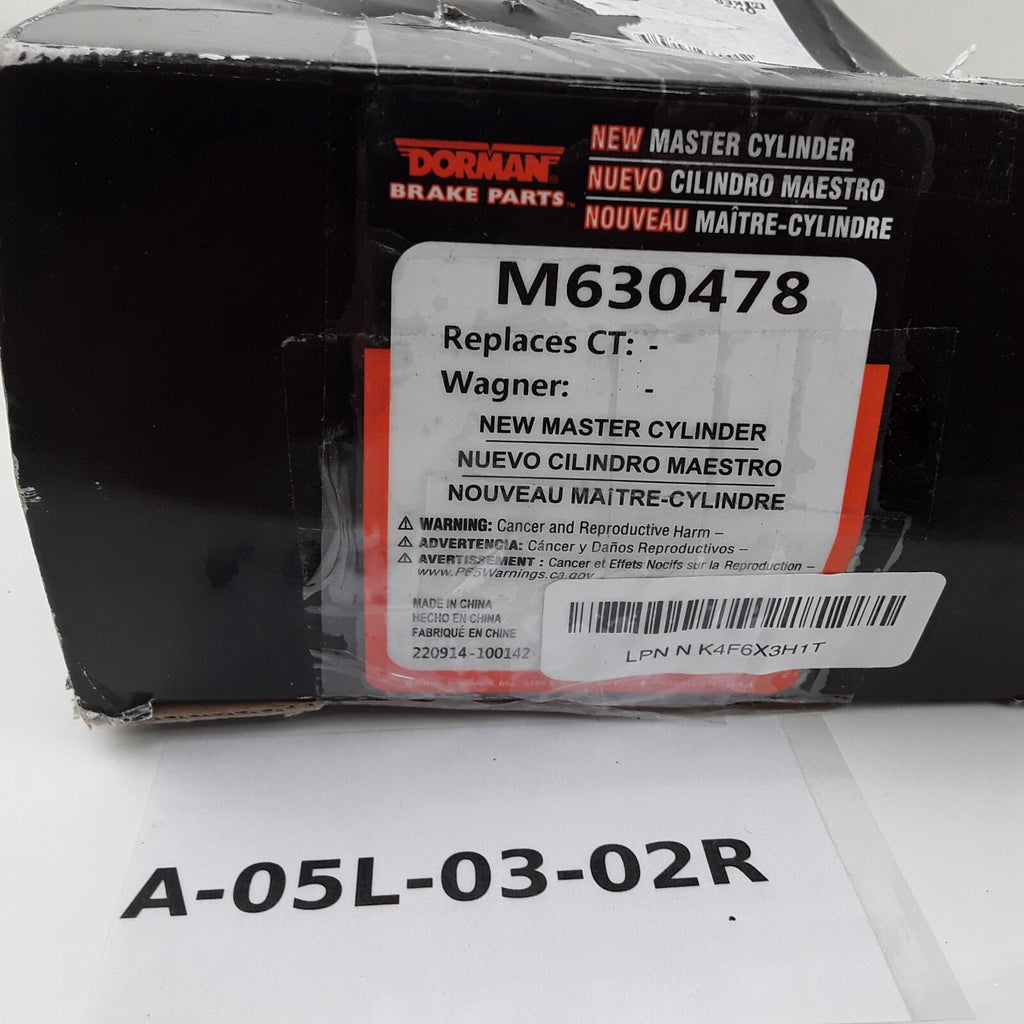 DORMAN®
BRAKE PARTS™
NEW MASTER CYLINDER
NUEVO CILINDRO MAESTRO
NOUVEAU MAÎTRE-CYLINDRE
M630478
Replaces CT: -
Wagner: -
NEW MASTER CYLINDER
NUEVO CILINDRO MAESTRO
NOUVEAU MAÎTRE-CYLINDRE
⚠ WARNING: Cancer and Reproductive Harm –
⚠ ADVERTENCIA: Cáncer y Daños Reproductivos –
⚠ AVERTISSEMENT : Cancer et Effets Nocifs sur la Reproduction –
www.P65Warnings.ca.gov
MADE IN CHINA
HECHO EN CHINA
FABRIQUÉ EN CHINE
220914-100142
LPN N K4F6X3H1T
A-05L-03-02R